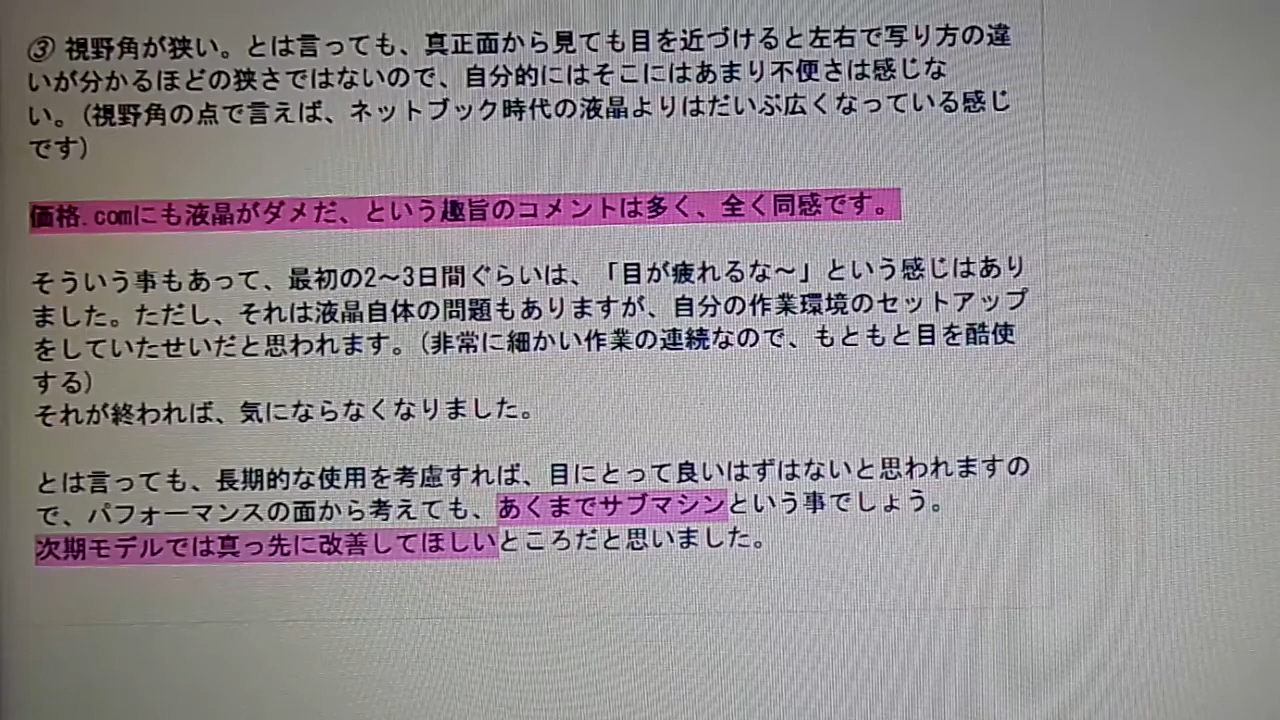 ③ 視野角が狭い。とは言っても、真正面から見ても目を近づけると左右で写り方の違
いが分かるほどの狭さではないので、自分的にはそこにはあまり不便さは感じな
い。(視野角の点で言えば、ネットブック時代の液晶よりはだいぶ広くなっている感じ
です)
価格.comにも液晶がダメだ、という趣旨のコメントは多く、全く同感です。
そういう事もあって、最初の2～3日間ぐらいは、「目が疲れるな～」という感じはあり
ました。ただし、それは液晶自体の問題もありますが、自分の作業環境のセットアップ
をしていたせいだと思われます。(非常に細かい作業の連続なので、もともと目を酷使
する)
それが終われば、気にならなくなりました。
とは言っても、長期的な使用を考慮すれば、目にとって良いはずはないと思われますの
で、パフォーマンスの面から考えても、あくまでサブマシンという事でしょう。
次期モデルでは真っ先に改善してほしいところだと思いました。